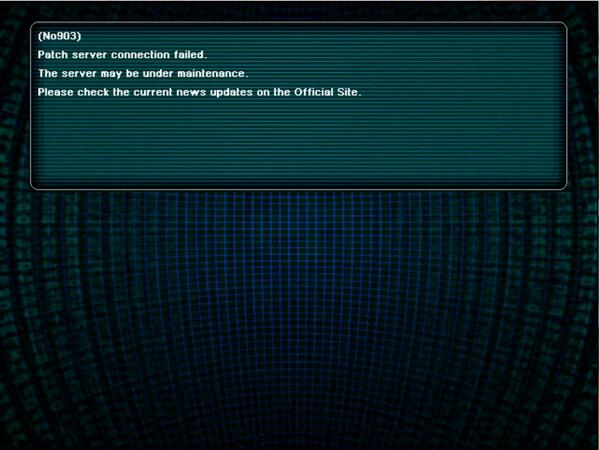 (No903)
Patch server connection failed.
The server may be under maintenance.
Please check the current news updates on the Official Site.